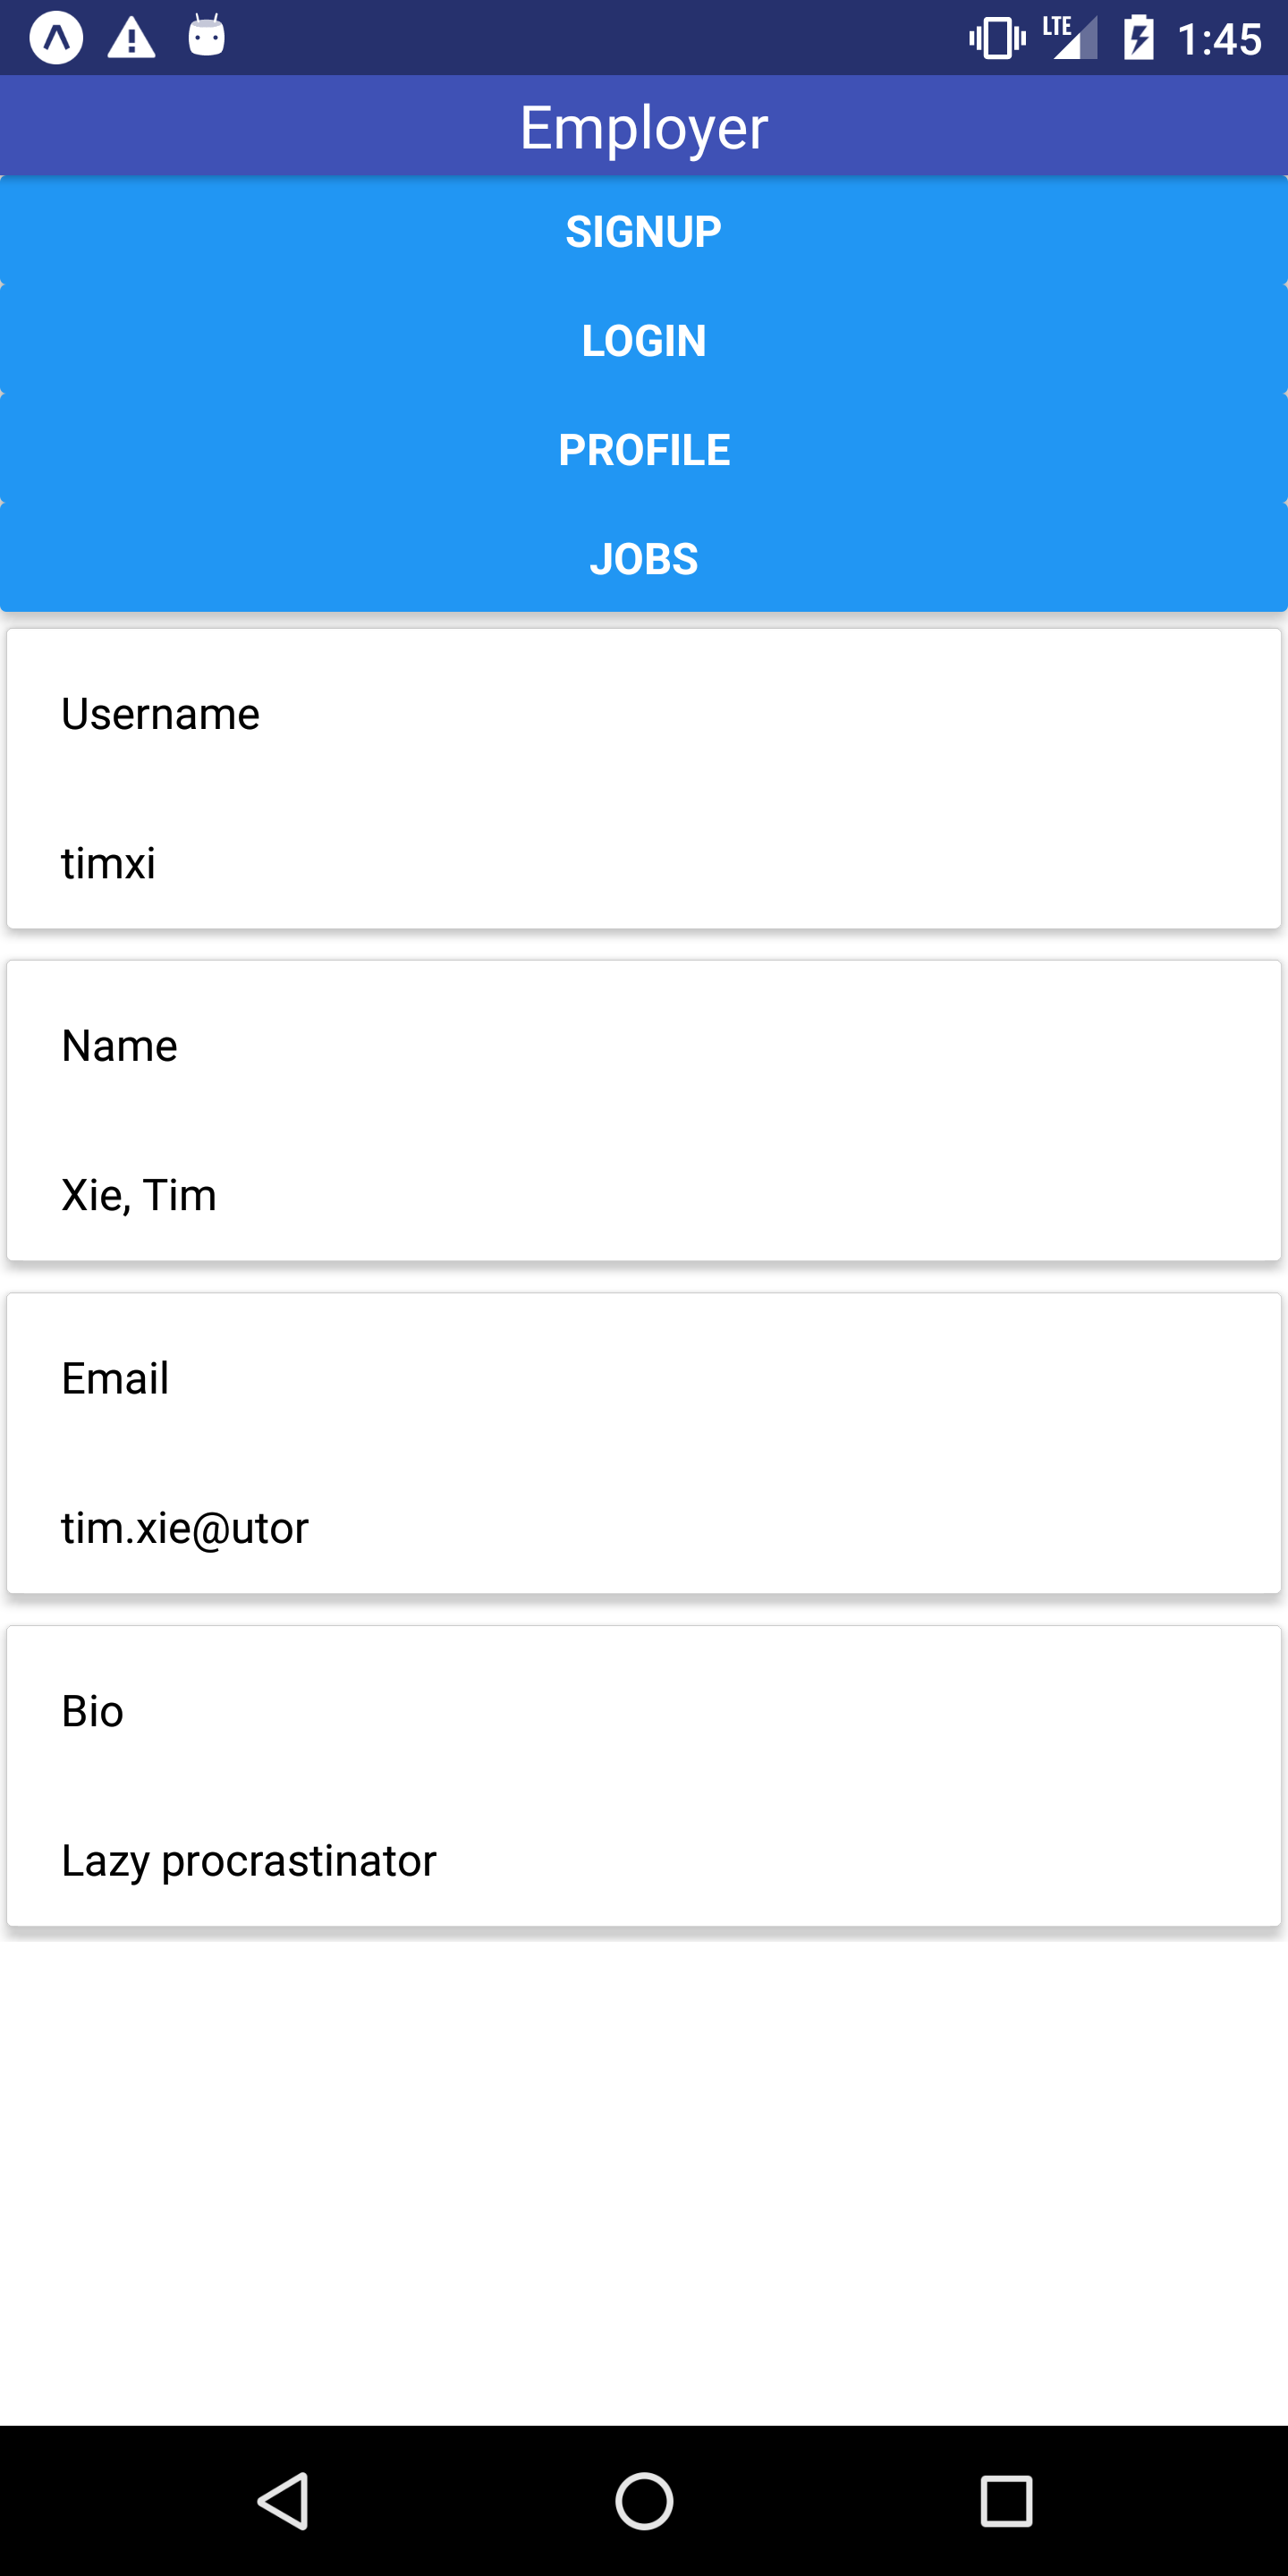 LTE 1:45
Employer
SIGNUP
LOGIN
PROFILE
JOBS
Username
timxi
Name
Xie, Tim
Email
tim.xie@utor
Bio
Lazy procrastinator